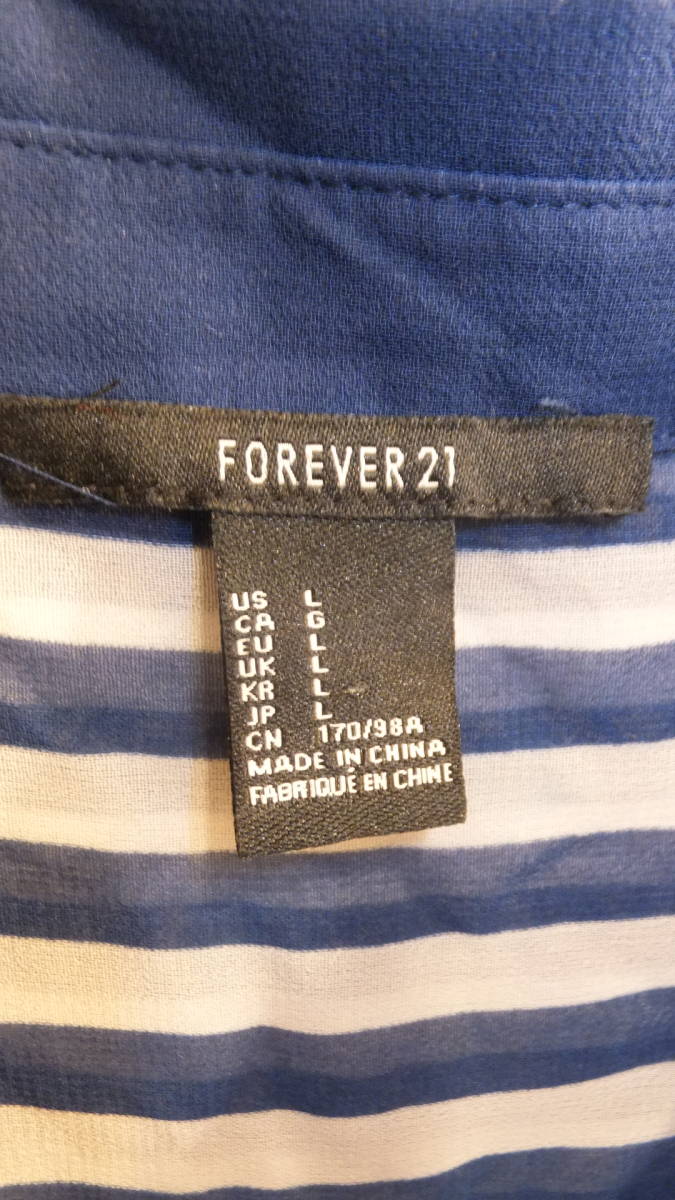 FOREVER 21
US L
CA G
EU L
UK L
KR L
JP L
CN 170/98A
MADE IN CHINA
FABRIQUÉ EN CHINE